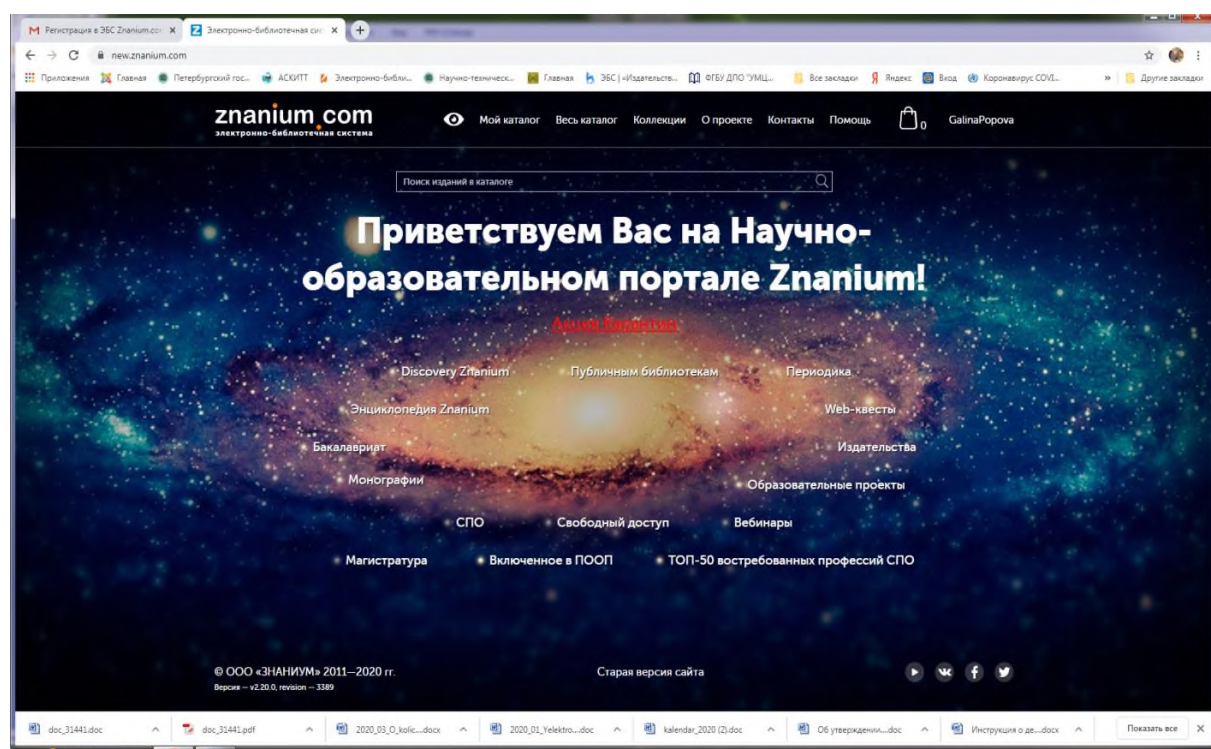 Регистрация в ЭБС Znanium.co
Электронно-библиотечная сис
new.znanium.com
Приложения Главная Петербургский гос... АСКИТТ Электронно-библи... Научно-техническ... Главная ЭБС | «Издательств... ФГБУ ДПО "УМЦ... Все закладки Яндекс Вход Коронавирус COVI... » Другие закладки
znanium.com
электронно-библиотечная система
Мой каталог Весь каталог Коллекции О проекте Контакты Помощь 0 GalinaPopova
Поиск изданий в каталоге
Приветствуем Вас на Научно-
образовательном портале Znanium!
Акция Карантин
Discovery Znanium Публичным библиотекам Периодика
Энциклопедия Znanium Web-квесты
Бакалавриат Издательства
Монографии Образовательные проекты
СПО Свободный доступ Вебинары
Магистратура Включенное в ПООП ТОП-50 востребованных профессий СПО
© ООО «ЗНАНИУМ» 2011—2020 гг. Старая версия сайта
Версия — v2.20.0, revision — 3389
doc_31441.doc doc_31441.pdf 2020_03_O_kolic....docx 2020_01_Yelektro....doc kalendar_2020 (2).doc Об утверждении....doc Инструкция о де....docx Показать все